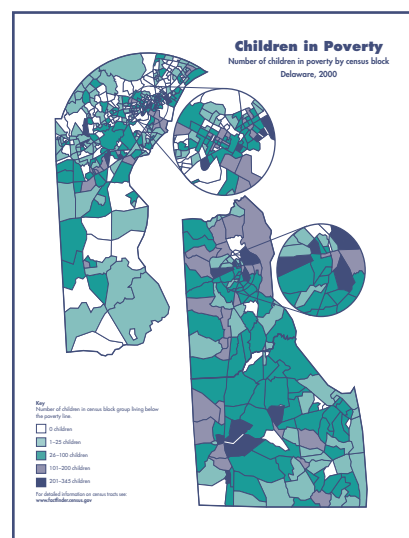 Children in Poverty
Number of children in poverty by census block
Delaware, 2000
Key
Number of children in census block group living below
the poverty line.
0 children
1–25 children
26–100 children
101–200 children
201–345 children
For detailed information on census tracts see
www.factfinder.census.gov